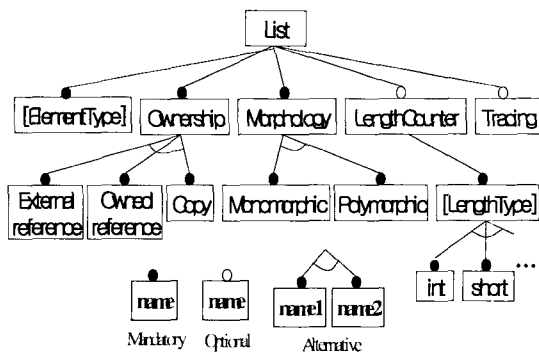 List
[ElementType] Ownership Morphology LengthCounter Tracing
External reference Owned reference Copy Monomorphic Polymorphic [LengthType]
int short ...
name name name1 name2
Mandatory Optional Alternative